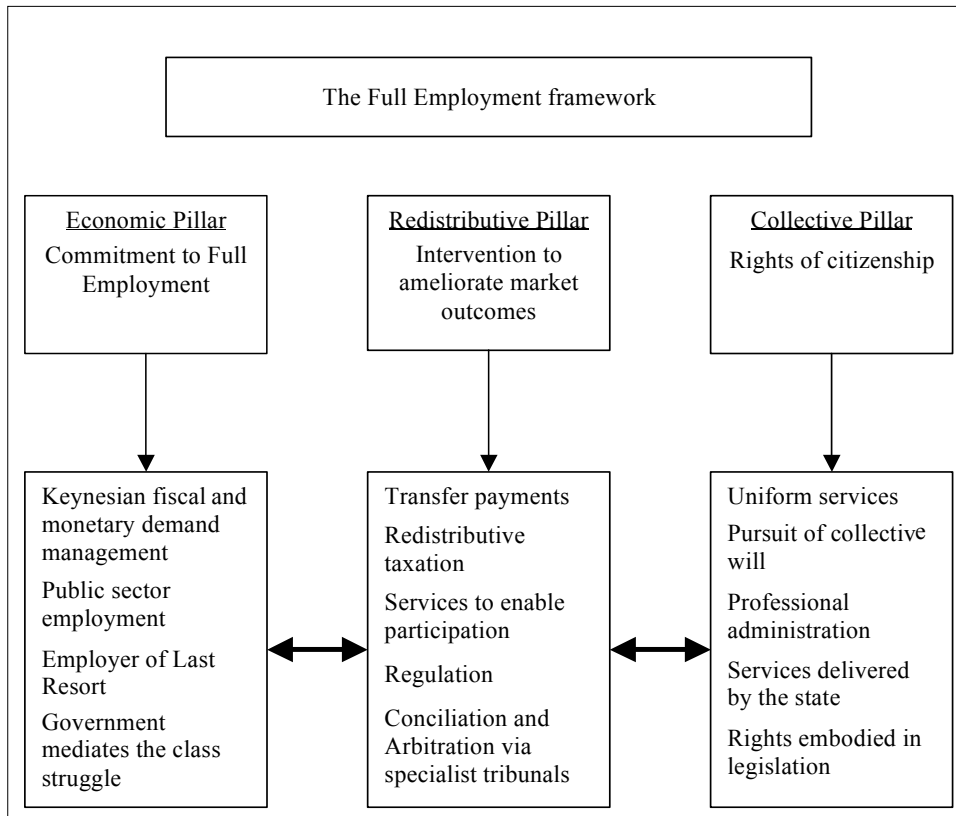 The Full Employment framework
Economic Pillar
Commitment to Full
Employment
Redistributive Pillar
Intervention to
ameliorate market
outcomes
Collective Pillar
Rights of citizenship
Keynesian fiscal and
monetary demand
management
Public sector
employment
Employer of Last
Resort
Government
mediates the class
struggle
Transfer payments
Redistributive
taxation
Services to enable
participation
Regulation
Conciliation and
Arbitration via
specialist tribunals
Uniform services
Pursuit of collective
will
Professional
administration
Services delivered
by the state
Rights embodied in
legislation